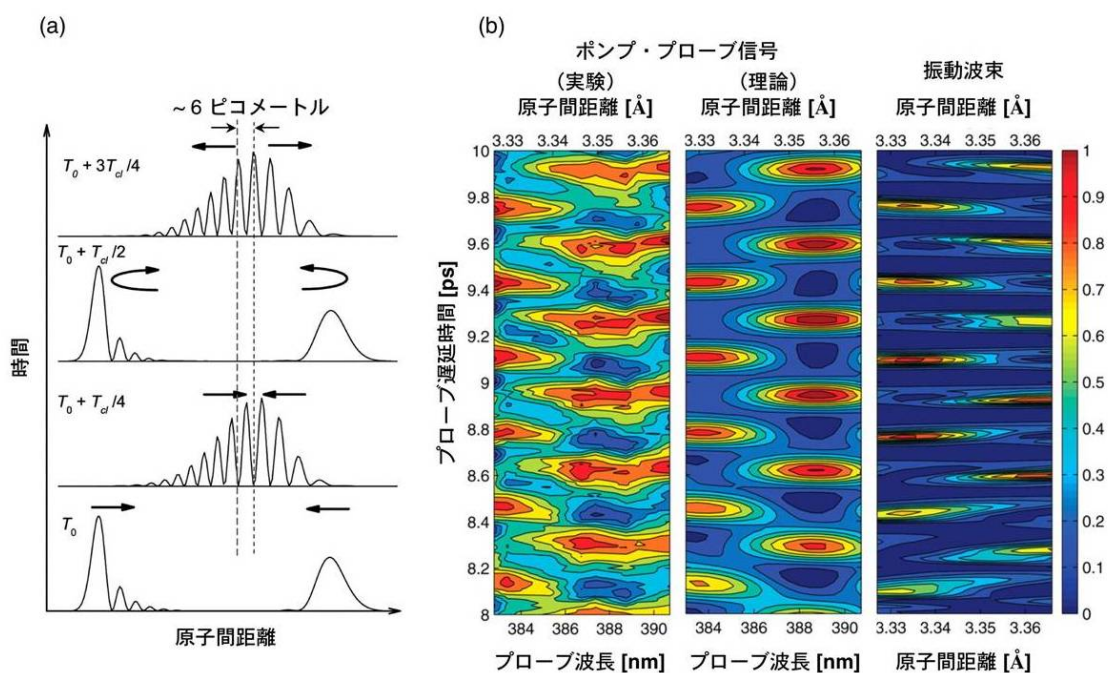 (a)
~6 ピコメートル
T0 + 3Tcl/4
T0 + Tcl/2
T0 + Tcl/4
T0
時間
原子間距離
(b)
ポンプ・プローブ信号
(実験)
原子間距離 [Å]
3.33 3.34 3.35 3.36
(理論)
原子間距離 [Å]
3.33 3.34 3.35 3.36
振動波束
原子間距離 [Å]
3.33 3.34 3.35 3.36
プローブ遅延時間 [ps]
10
9.8
9.6
9.4
9.2
9
8.8
8.6
8.4
8.2
8
384 386 388 390
プローブ波長 [nm]
384 386 388 390
プローブ波長 [nm]
3.33 3.34 3.35 3.36
原子間距離 [Å]
1
0.9
0.8
0.7
0.6
0.5
0.4
0.3
0.2
0.1
0